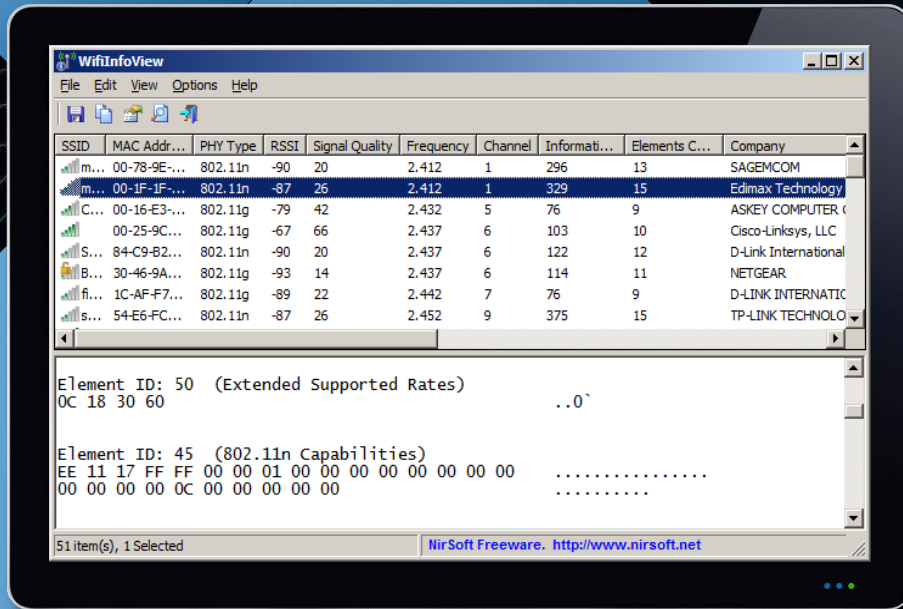 WifiInfoView
File Edit View Options Help
SSID MAC Addr... PHY Type RSSI Signal Quality Frequency Channel Informati... Elements C... Company
m... 00-78-9E-... 802.11n -90 20 2.412 1 296 13 SAGEMCOM
m... 00-1F-1F-... 802.11n -87 26 2.412 1 329 15 Edimax Technology
C... 00-16-E3-... 802.11g -79 42 2.432 5 76 9 ASKEY COMPUTER
00-25-9C... 802.11g -67 66 2.437 6 103 10 Cisco-Linksys, LLC
S... 84-C9-B2... 802.11n -90 20 2.437 6 122 12 D-Link International
B... 30-46-9A... 802.11g -93 14 2.437 6 114 11 NETGEAR
fi... 1C-AF-F7... 802.11g -89 22 2.442 7 76 9 D-LINK INTERNATIC
s... 54-E6-FC... 802.11n -87 26 2.452 9 375 15 TP-LINK TECHNOLO
Element ID: 50 (Extended Supported Rates)
0C 18 30 60 ..0`
Element ID: 45 (802.11n Capabilities)
EE 11 17 FF FF 00 00 01 00 00 00 00 00 00 00 00 ................
00 00 00 00 0C 00 00 00 00 00 ..........
51 item(s), 1 Selected NirSoft Freeware. http://www.nirsoft.net